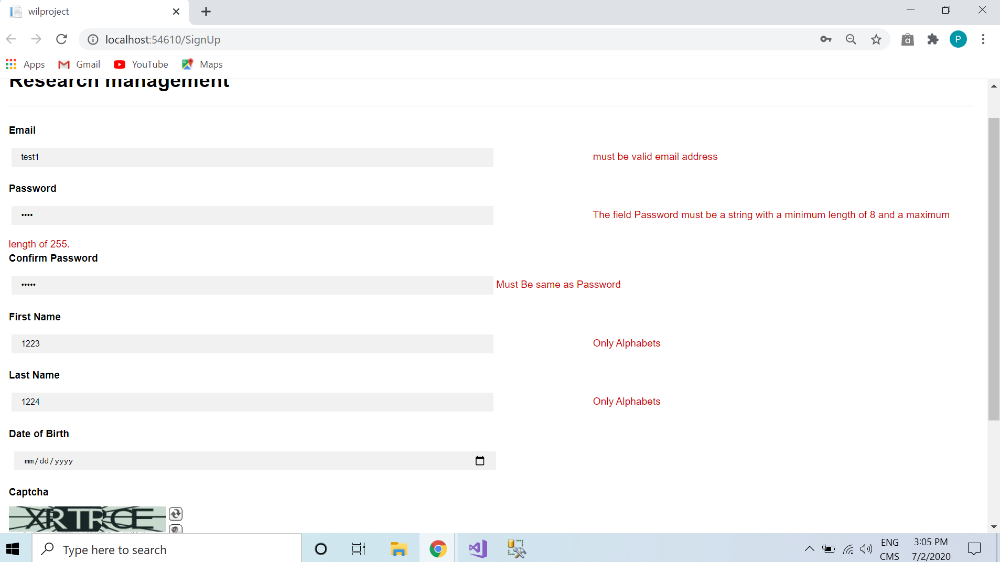 wilproject
localhost:54610/SignUp
a
P
Apps Gmail YouTube Maps
Research management
Email
test1 must be valid email address
Password
•••• The field Password must be a string with a minimum length of 8 and a maximum
length of 255.
Confirm Password
••••• Must Be same as Password
First Name
1223 Only Alphabets
Last Name
1224 Only Alphabets
Date of Birth
mm/dd/yyyy
Captcha
XRTRCE
Type here to search
ENG 3:05 PM
CMS 7/2/2020